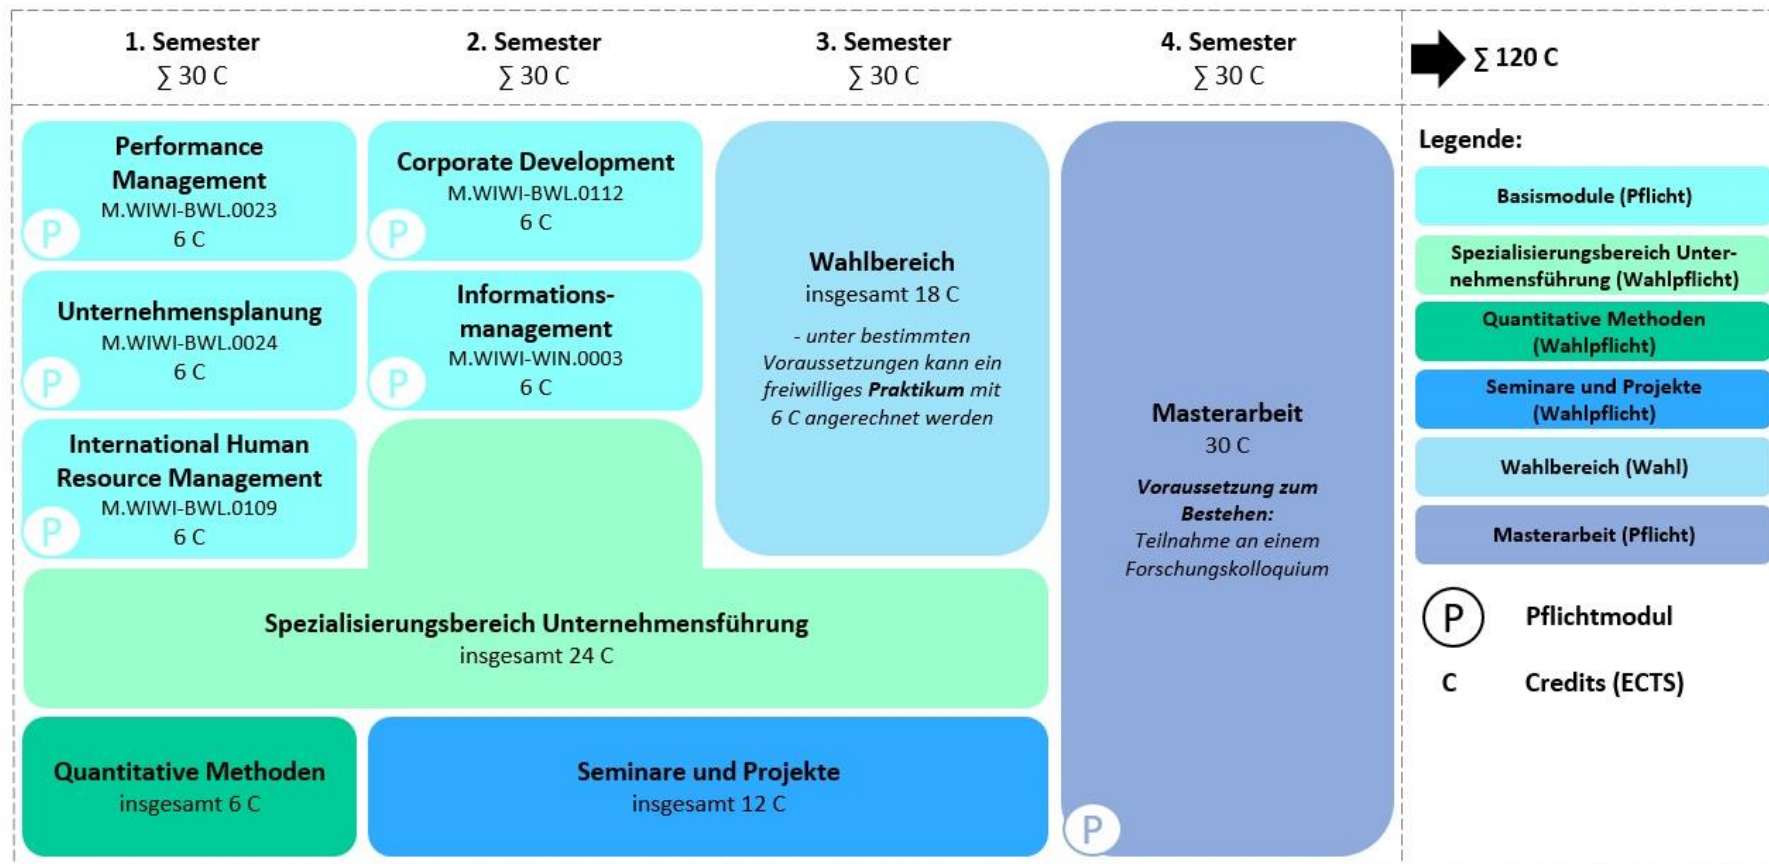 1. Semester
∑ 30 C
2. Semester
∑ 30 C
3. Semester
∑ 30 C
4. Semester
∑ 30 C
∑ 120 C
Performance
Management
M.WIWI-BWL.0023
6 C
P
Unternehmensplanung
M.WIWI-BWL.0024
6 C
P
International Human
Resource Management
M.WIWI-BWL.0109
6 C
P
Corporate Development
M.WIWI-BWL.0112
6 C
P
Informations-
management
M.WIWI-WIN.0003
6 C
P
Wahlbereich
insgesamt 18 C
- unter bestimmten
Voraussetzungen kann ein
freiwilliges Praktikum mit
6 C angerechnet werden
Spezialisierungsbereich Unternehmensführung
insgesamt 24 C
Quantitative Methoden
insgesamt 6 C
Seminare und Projekte
insgesamt 12 C
Masterarbeit
30 C
Voraussetzung zum
Bestehen:
Teilnahme an einem
Forschungskolloquium
P
Legende:
Basismodule (Pflicht)
Spezialisierungsbereich Unter-
nehmensführung (Wahlpflicht)
Quantitative Methoden
(Wahlpflicht)
Seminare und Projekte
(Wahlpflicht)
Wahlbereich (Wahl)
Masterarbeit (Pflicht)
P Pflichtmodul
C Credits (ECTS)